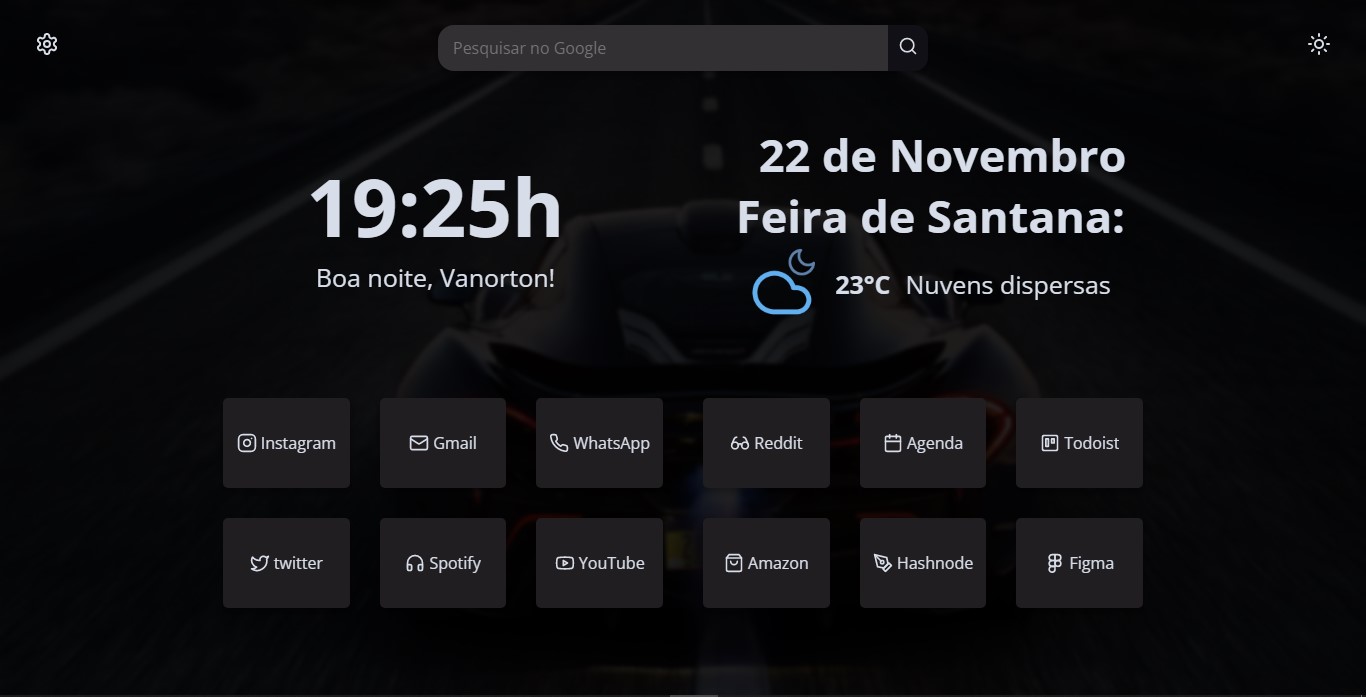 Pesquisar no Google
19:25h
Boa noite, Vanorton!
22 de Novembro
Feira de Santana:
23°C Nuvens dispersas
Instagram
Gmail
WhatsApp
Reddit
Agenda
Todoist
twitter
Spotify
YouTube
Amazon
Hashnode
Figma